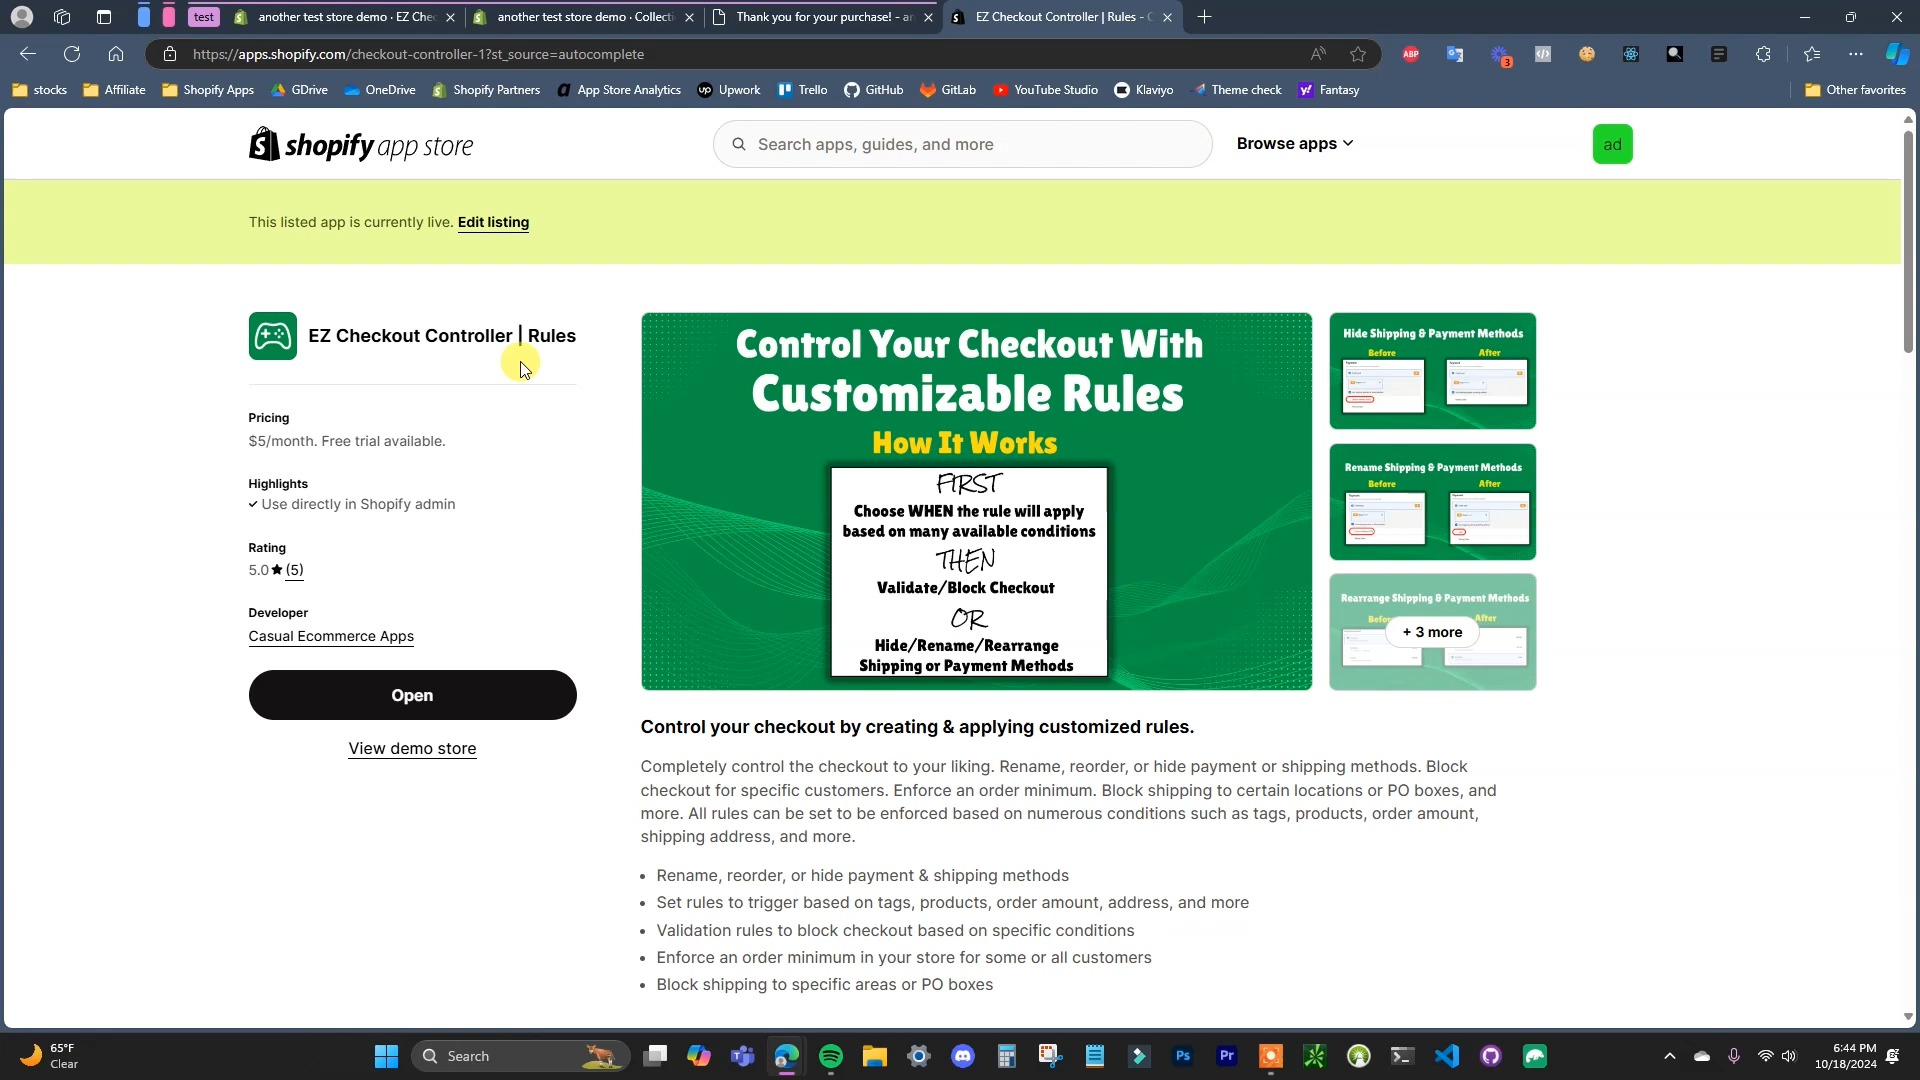 test
another test store demo · EZ Chec
another test store demo · Collecti
Thank you for your purchase! - an
EZ Checkout Controller | Rules - C
https://apps.shopify.com/checkout-controller-1?st_source=autocomplete
ABP
3
stocks
Affiliate
Shopify Apps
GDrive
OneDrive
Shopify Partners
App Store Analytics
Upwork
Trello
GitHub
GitLab
YouTube Studio
Klaviyo
Theme check
Fantasy
Other favorites
shopify app store
Search apps, guides, and more
Browse apps
ad
This listed app is currently live. Edit listing
EZ Checkout Controller | Rules
Pricing
$5/month. Free trial available.
Highlights
Use directly in Shopify admin
Rating
5.0★ (5)
Developer
Casual Ecommerce Apps
Open
View demo store
Control Your Checkout With
Customizable Rules
How It Works
FIRST
Choose WHEN the rule will apply
based on many available conditions
THEN
Validate/Block Checkout
OR
Hide/Rename/Rearrange
Shipping or Payment Methods
Hide Shipping & Payment Methods
Before
After
Rename Shipping & Payment Methods
Before
After
Rearrange Shipping & Payment Methods
After
+ 3 more
Control your checkout by creating & applying customized rules.
Completely control the checkout to your liking. Rename, reorder, or hide payment or shipping methods. Block
checkout for specific customers. Enforce an order minimum. Block shipping to certain locations or PO boxes, and
more. All rules can be set to be enforced based on numerous conditions such as tags, products, order amount,
shipping address, and more.
• Rename, reorder, or hide payment & shipping methods
• Set rules to trigger based on tags, products, order amount, address, and more
• Validation rules to block checkout based on specific conditions
• Enforce an order minimum in your store for some or all customers
• Block shipping to specific areas or PO boxes
65°F
Clear
Search
Ps
Pr
6:44 PM
10/18/2024